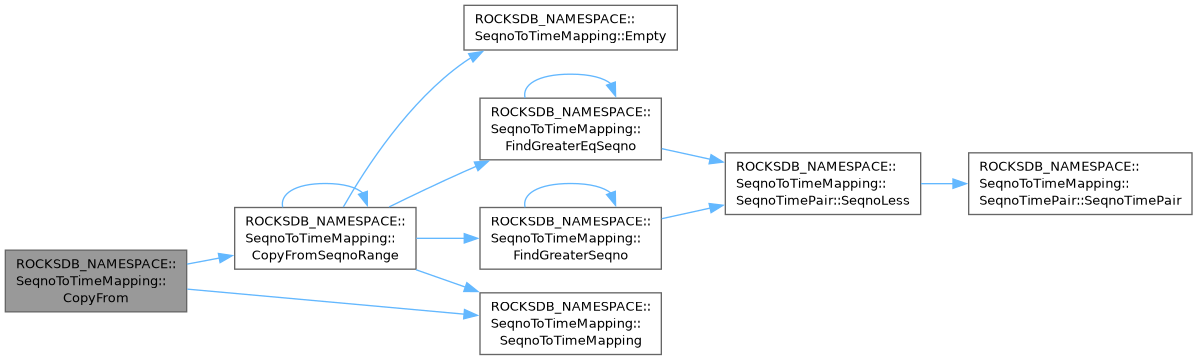 ROCKSDB_NAMESPACE::
SeqnoToTimeMapping::
CopyFrom
ROCKSDB_NAMESPACE::
SeqnoToTimeMapping::
CopyFromSeqnoRange
ROCKSDB_NAMESPACE::
SeqnoToTimeMapping::Empty
ROCKSDB_NAMESPACE::
SeqnoToTimeMapping::
FindGreaterEqSeqno
ROCKSDB_NAMESPACE::
SeqnoToTimeMapping::
FindGreaterSeqno
ROCKSDB_NAMESPACE::
SeqnoToTimeMapping::
SeqnoToTimeMapping
ROCKSDB_NAMESPACE::
SeqnoToTimeMapping::
SeqnoTimePair::SeqnoLess
ROCKSDB_NAMESPACE::
SeqnoToTimeMapping::
SeqnoTimePair::SeqnoTimePair